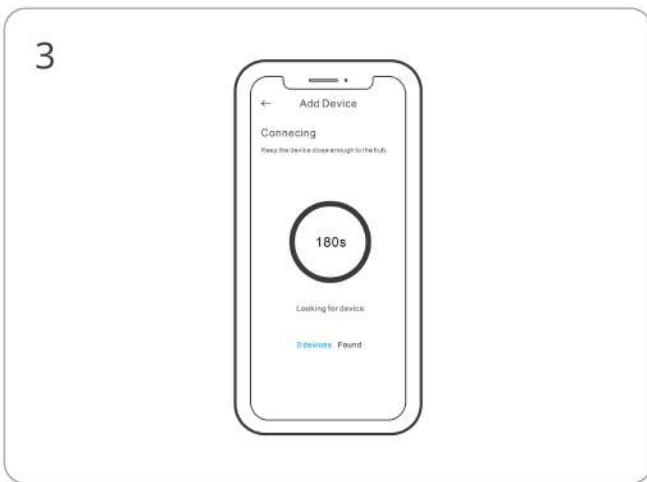 3
← Add Device
Connecing
Keep the device close enough to the hub.
180s
Looking for device
0 devices Found